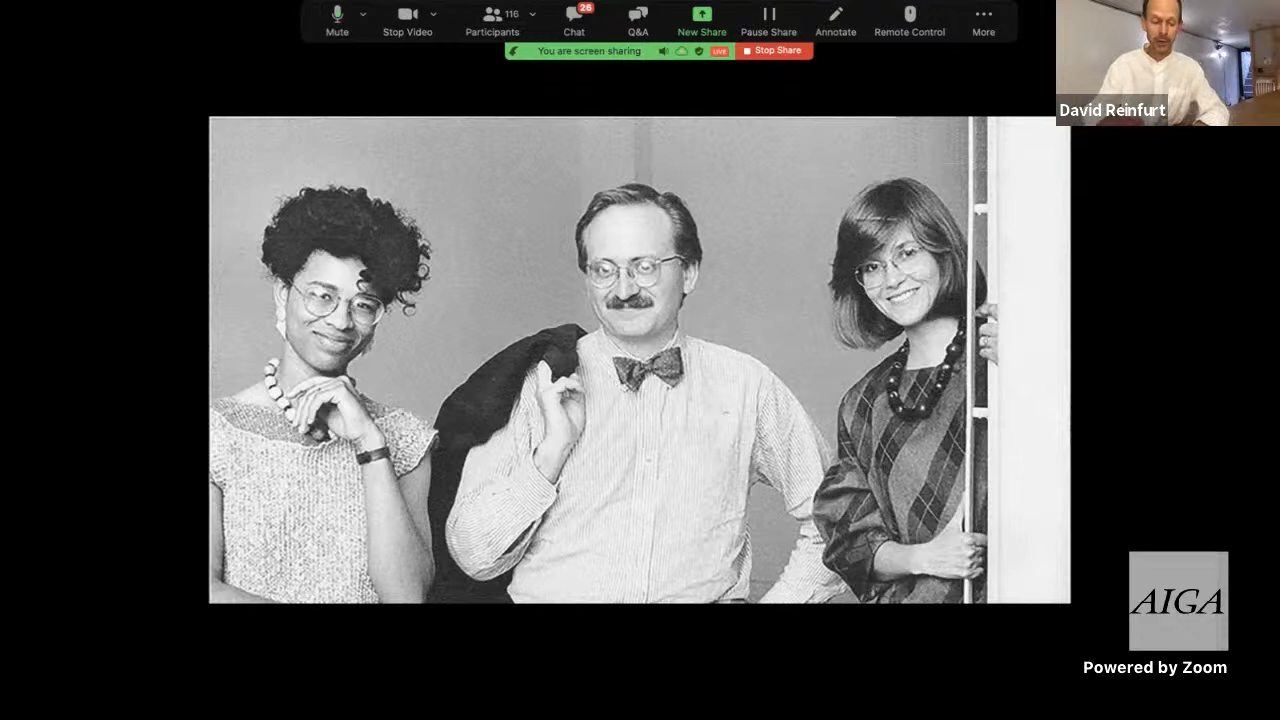 116
26
Mute
Stop Video
Participants
Chat
Q&A
New Share
Pause Share
Annotate
Remote Control
More
You are screen sharing
LIVE
Stop Share
David Reinfurt
AIGA
Powered by Zoom